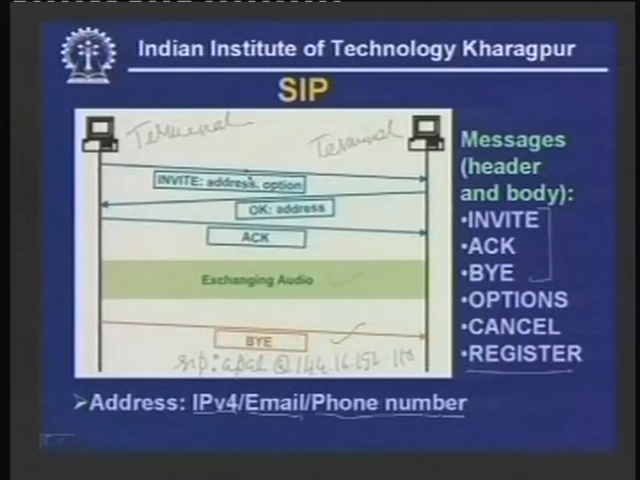 Indian Institute of Technology Kharagpur
SIP
Terminal
Terminal
INVITE: address, option
OK: address
ACK
Exchanging Audio
BYE
Messages
(header
and body):
•INVITE
•ACK
•BYE
•OPTIONS
•CANCEL
•REGISTER
➢Address: IPv4/Email/Phone number